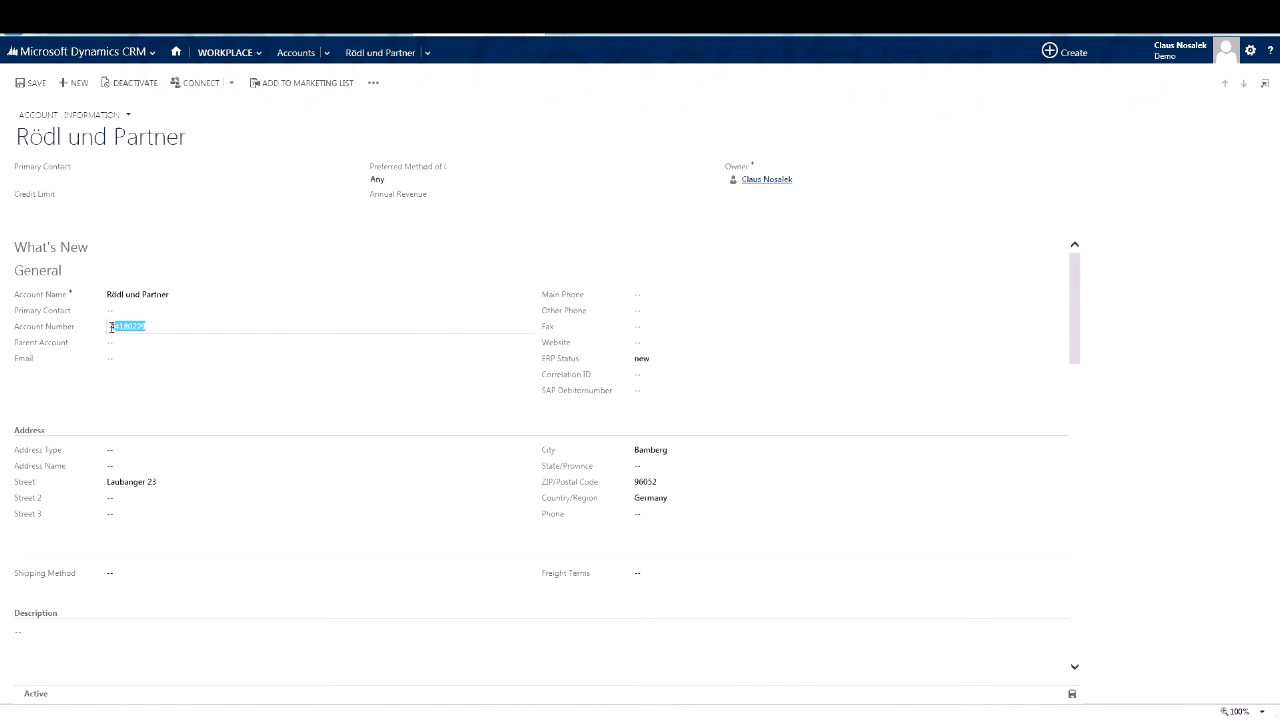 Microsoft Dynamics CRM WORKPLACE Accounts Rödl und Partner Create Claus Nosalek
Demo ?
SAVE NEW DEACTIVATE CONNECT ADD TO MARKETING LIST •••
ACCOUNT : INFORMATION
Rödl und Partner
Primary Contact Preferred Method of C Owner *
Any Claus Nosalek
Credit Limit Annual Revenue
What's New
General
Account Name * Rödl und Partner Main Phone --
Primary Contact -- Other Phone --
Account Number Fax --
Parent Account -- Website --
Email -- ERP Status new
Correlation ID --
SAP Debitornumber --
Address
Address Type -- City Bamberg
Address Name -- State/Province --
Street Laubanger 23 ZIP/Postal Code 96052
Street 2 -- Country/Region Germany
Street 3 -- Phone --
Shipping Method -- Freight Terms --
Description
--
Active
100%